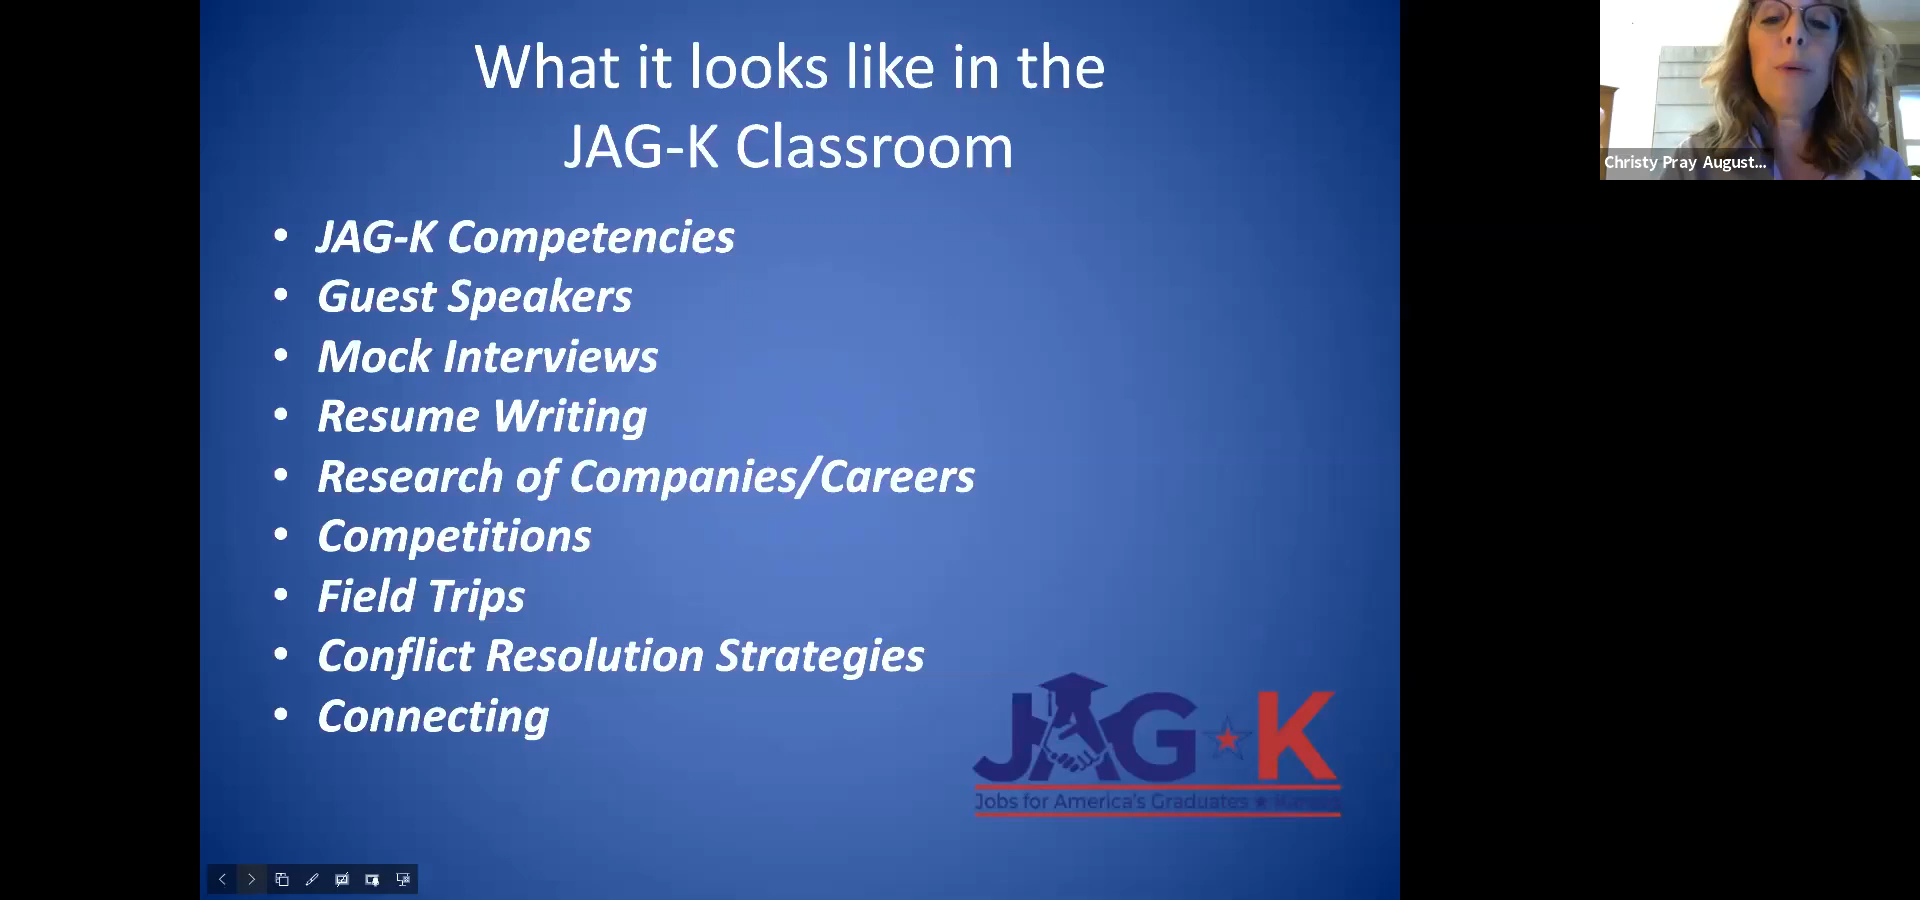 What it looks like in the
JAG-K Classroom
• JAG-K Competencies
• Guest Speakers
• Mock Interviews
• Resume Writing
• Research of Companies/Careers
• Competitions
• Field Trips
• Conflict Resolution Strategies
• Connecting
JAG K
Jobs for America's Graduates
Christy Pray August...